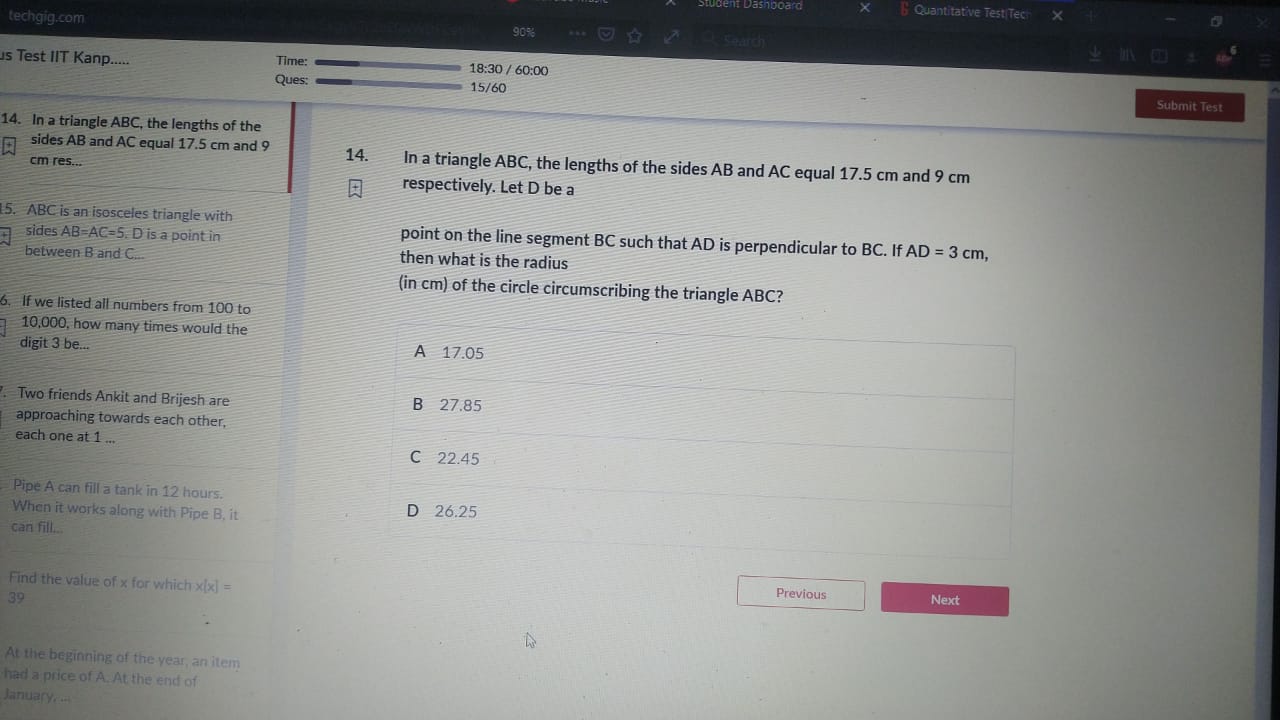 Student Dashboard
Quantitative Test|Tech
techgig.com
90%
Search
6
us Test IIT Kanp.....
Time:
18:30 / 60:00
Ques:
15/60
Submit Test
14. In a triangle ABC, the lengths of the
sides AB and AC equal 17.5 cm and 9
cm res...
15. ABC is an isosceles triangle with
sides AB=AC=5. D is a point in
between B and C...
6. If we listed all numbers from 100 to
10,000, how many times would the
digit 3 be...
7. Two friends Ankit and Brijesh are
approaching towards each other,
each one at 1 ...
Pipe A can fill a tank in 12 hours.
When it works along with Pipe B, it
can fill...
Find the value of x for which x[x] =
39
At the beginning of the year, an item
had a price of A. At the end of
January, ...
14. In a triangle ABC, the lengths of the sides AB and AC equal 17.5 cm and 9 cm
respectively. Let D be a
point on the line segment BC such that AD is perpendicular to BC. If AD = 3 cm,
then what is the radius
(in cm) of the circle circumscribing the triangle ABC?
A 17.05
B 27.85
C 22.45
D 26.25
Previous
Next